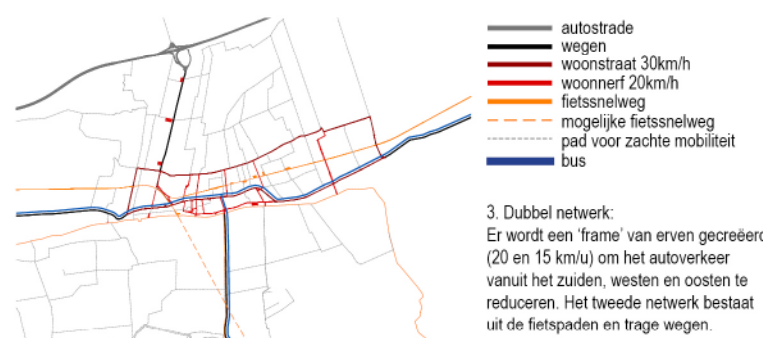 autostrade
wegen
woonstraat 30km/h
woonnerf 20km/h
fietssnelweg
mogelijke fietssnelweg
pad voor zachte mobiliteit
bus
3. Dubbel netwerk:
Er wordt een 'frame' van erven gecreëerd
(20 en 15 km/u) om het autoverkeer
vanuit het zuiden, westen en oosten te
reduceren. Het tweede netwerk bestaat
uit de fietspaden en trage wegen.